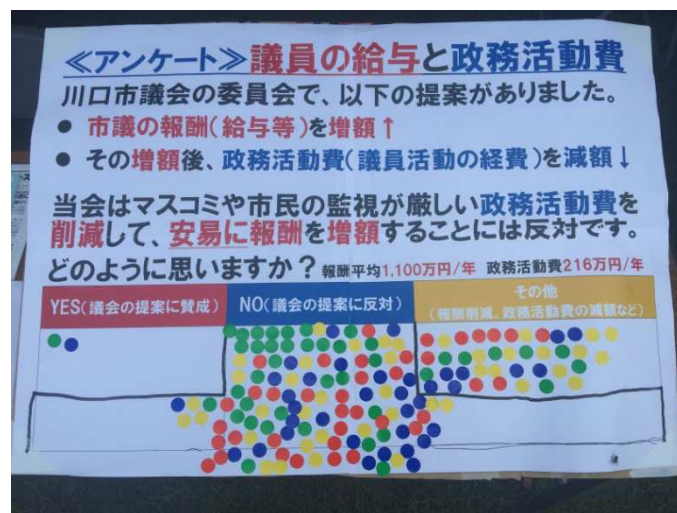 ≪アンケート≫議員の給与と政務活動費
川口市議会の委員会で、以下の提案がありました。
● 市議の報酬(給与等)を増額↑
● その増額後、政務活動費(議員活動の経費)を減額↓
当会はマスコミや市民の監視が厳しい政務活動費を
削減して、安易に報酬を増額することには反対です。
どのように思いますか？報酬平均1,100万円/年 政務活動費216万円/年
YES(議会の提案に賛成)
NO(議会の提案に反対)
その他
(報酬削減、政務活動費の減額など)